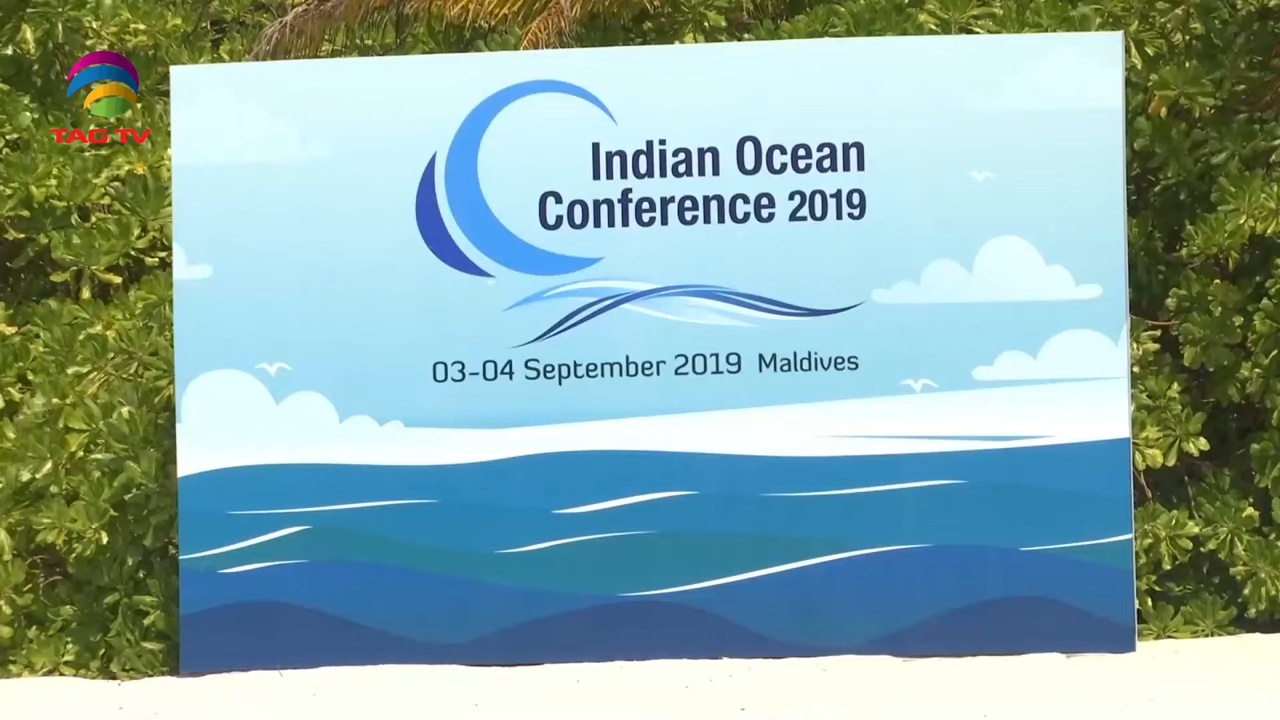 TAG TV
Indian Ocean
Conference 2019
03-04 September 2019 Maldives